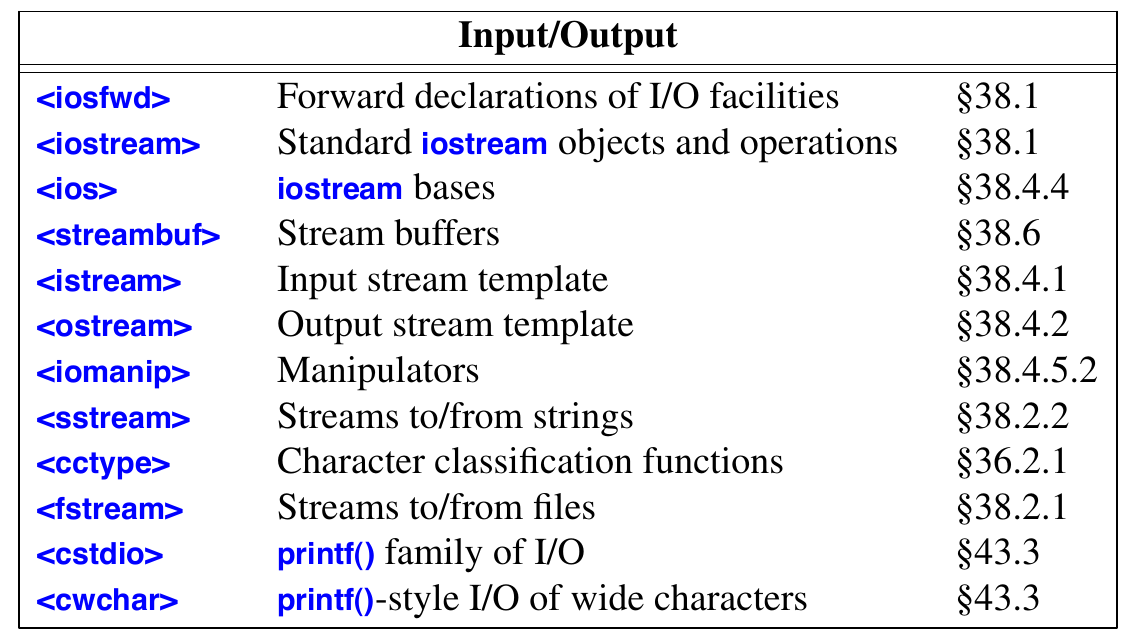 Input/Output
<iosfwd> Forward declarations of I/O facilities §38.1
<iostream> Standard iostream objects and operations §38.1
<ios> iostream bases §38.4.4
<streambuf> Stream buffers §38.6
<istream> Input stream template §38.4.1
<ostream> Output stream template §38.4.2
<iomanip> Manipulators §38.4.5.2
<sstream> Streams to/from strings §38.2.2
<cctype> Character classification functions §36.2.1
<fstream> Streams to/from files §38.2.1
<cstdio> printf() family of I/O §43.3
<cwchar> printf()-style I/O of wide characters §43.3